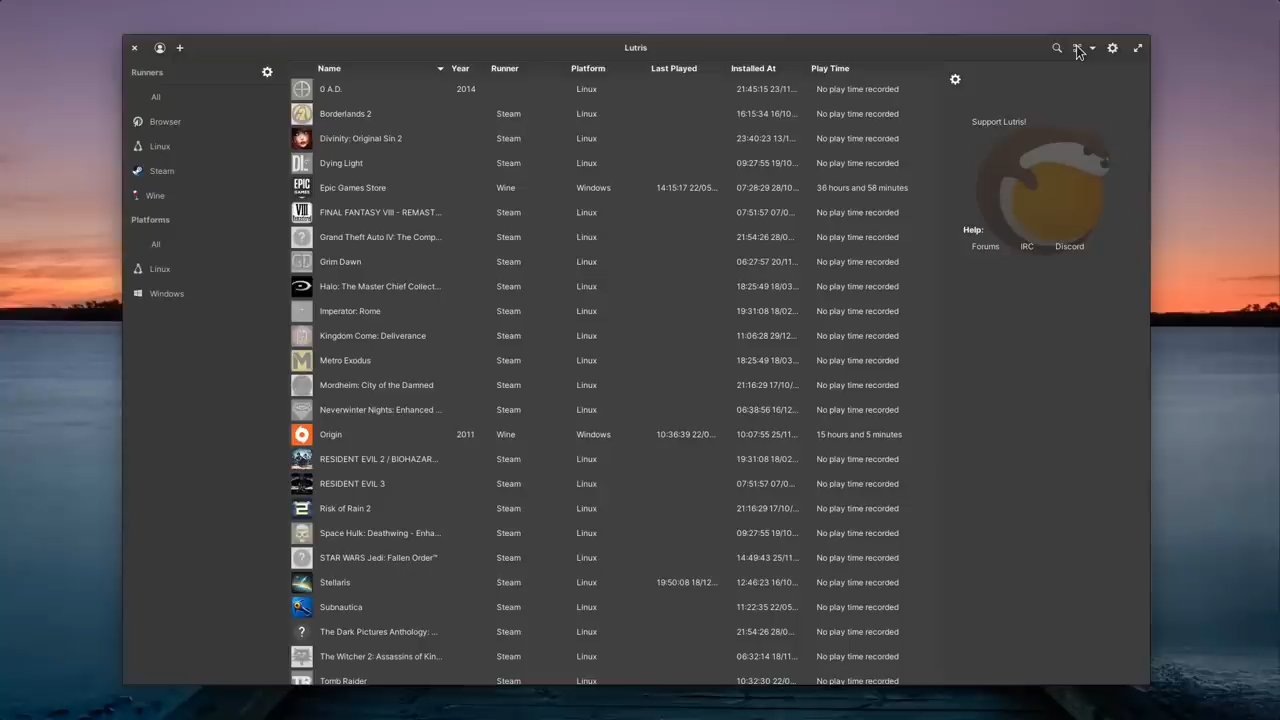 Lutris
Runners
All
Browser
Linux
Steam
Wine
Platforms
All
Linux
Windows
Name Year Runner Platform Last Played Installed At Play Time
0 A.D. 2014 Linux 21:45:15 23/11... No play time recorded
Borderlands 2 Steam Linux 16:15:34 16/10... No play time recorded
Divinity: Original Sin 2 Steam Linux 23:40:23 13/1... No play time recorded
DL Dying Light Steam Linux 09:27:55 19/10... No play time recorded
EPIC GAMES Epic Games Store Wine Windows 14:15:17 22/05... 07:28:29 28/10... 36 hours and 58 minutes
VIII FINAL FANTASY VIII - REMAST... Steam Linux 07:51:57 07/0... No play time recorded
? Grand Theft Auto IV: The Comp... Steam Linux 21:54:26 28/0... No play time recorded
GD Grim Dawn Steam Linux 06:27:57 20/11... No play time recorded
Halo: The Master Chief Collect... Steam Linux 18:25:49 18/03... No play time recorded
Imperator: Rome Steam Linux 19:31:08 18/02... No play time recorded
Kingdom Come: Deliverance Steam Linux 11:06:28 29/12... No play time recorded
M Metro Exodus Steam Linux 18:25:49 18/03... No play time recorded
Mordheim: City of the Damned Steam Linux 21:16:29 17/10/... No play time recorded
Neverwinter Nights: Enhanced ... Steam Linux 06:38:56 16/12... No play time recorded
Origin 2011 Wine Windows 10:36:39 22/0... 10:07:55 25/11... 15 hours and 5 minutes
RESIDENT EVIL 2 / BIOHAZAR... Steam Linux 19:31:08 18/02... No play time recorded
RESIDENT EVIL 3 Steam Linux 07:51:57 07/0... No play time recorded
2 Risk of Rain 2 Steam Linux 21:16:29 17/10/... No play time recorded
Space Hulk: Deathwing - Enha... Steam Linux 09:27:55 19/10... No play time recorded
? STAR WARS Jedi: Fallen Order™ Steam Linux 14:49:43 25/11... No play time recorded
Stellaris Steam Linux 19:50:08 18/12... 12:46:23 16/10... No play time recorded
Subnautica Steam Linux 11:22:35 22/05... No play time recorded
? The Dark Pictures Anthology: ... Steam Linux 21:54:26 28/0... No play time recorded
The Witcher 2: Assassins of Kin... Steam Linux 06:32:14 18/11... No play time recorded
TR Tomb Raider Steam Linux 10:32:30 22/0... No play time recorded
Support Lutris!
Help:
Forums IRC Discord